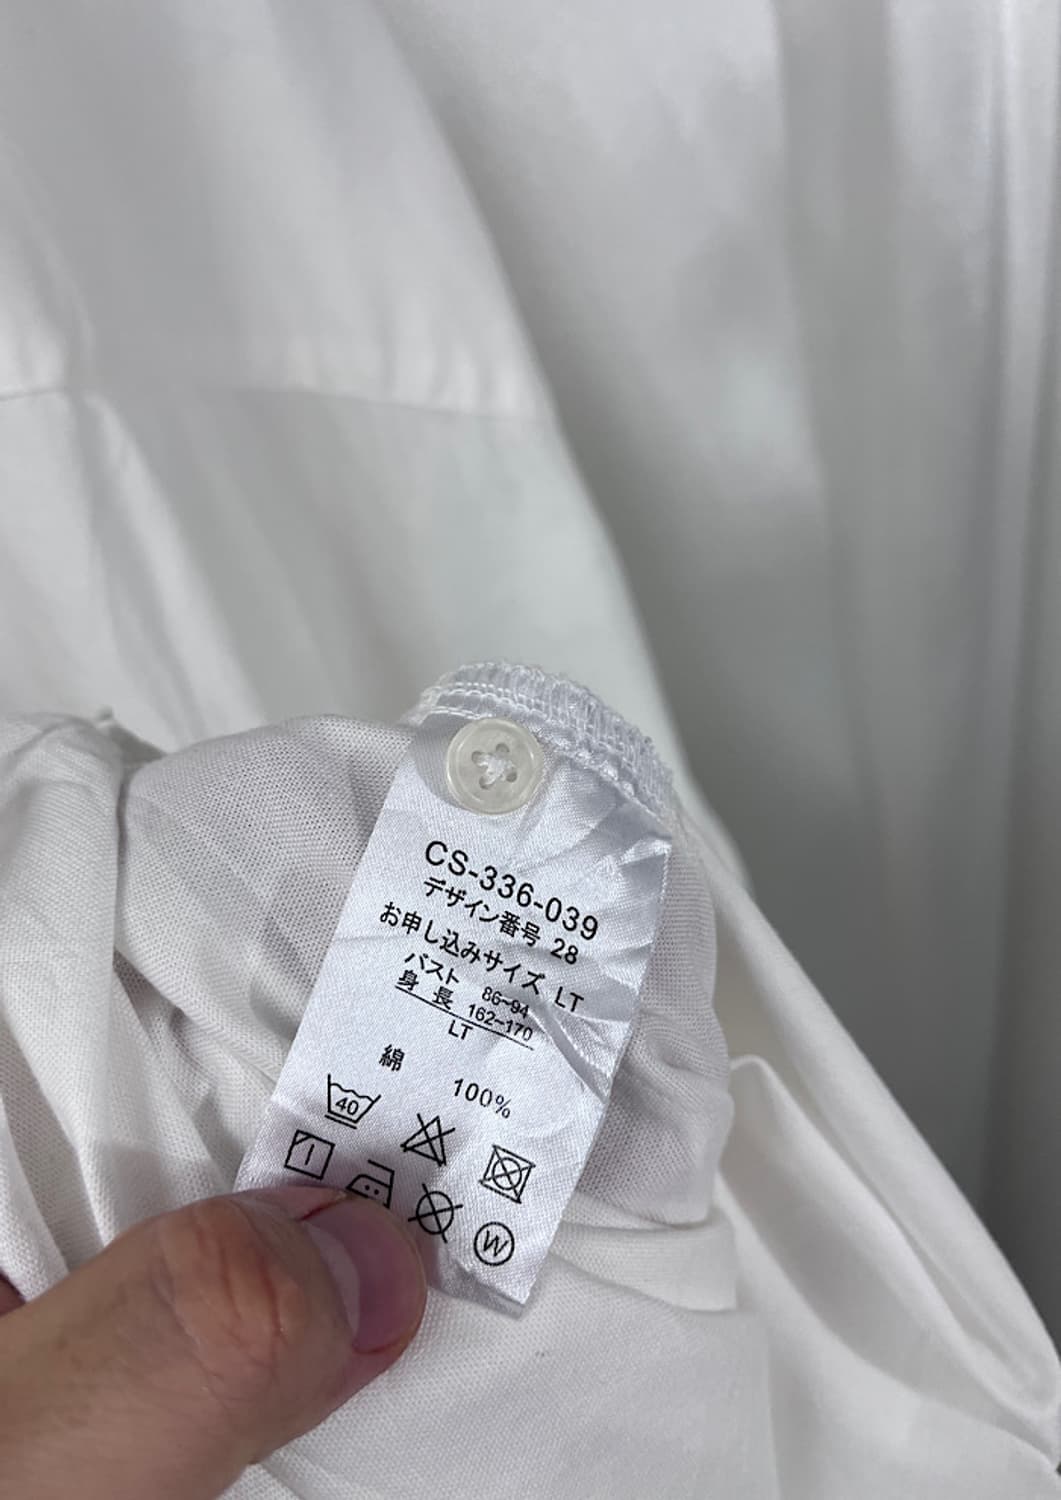 CS-336-039
デザイン番号 28
お申し込みサイズ LT
バスト 86~94
身長 162~170
LT
綿 100%
40
W